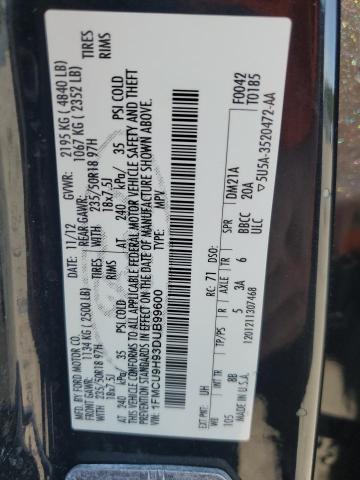 MFD. BY FORD MOTOR CO. 11/12 GVWR: 2195 KG ( 4840 LB)
FRONT GAWR: 1134 KG ( 2500 LB) REAR GAWR: 1067 KG ( 2352 LB)
WITH 235/50R18 97H TIRES WITH 235/50R18 97H TIRES
18x7.5J RIMS 18x7.5J RIMS
AT 240 kPa/ 35 PSI COLD AT 240 kPa/ 35 PSI COLD
THIS VEHICLE CONFORMS TO ALL APPLICABLE FEDERAL MOTOR VEHICLE SAFETY AND THEFT
PREVENTION STANDARDS IN EFFECT ON THE DATE OF MANUFACTURE SHOWN ABOVE.
VIN: 1FMCU9H93DUB99600
TYPE: MPV
F0042
T01B5
EXT PNT: UH RC: 71 DSO:
WB BRK INT TR TP/PS R AXLE TR SPR
105 8B 5 3A 6 BBCC DM21A
20A
ULC
MADE IN U.S.A. 1201211307468 5U5A-3520472-AA